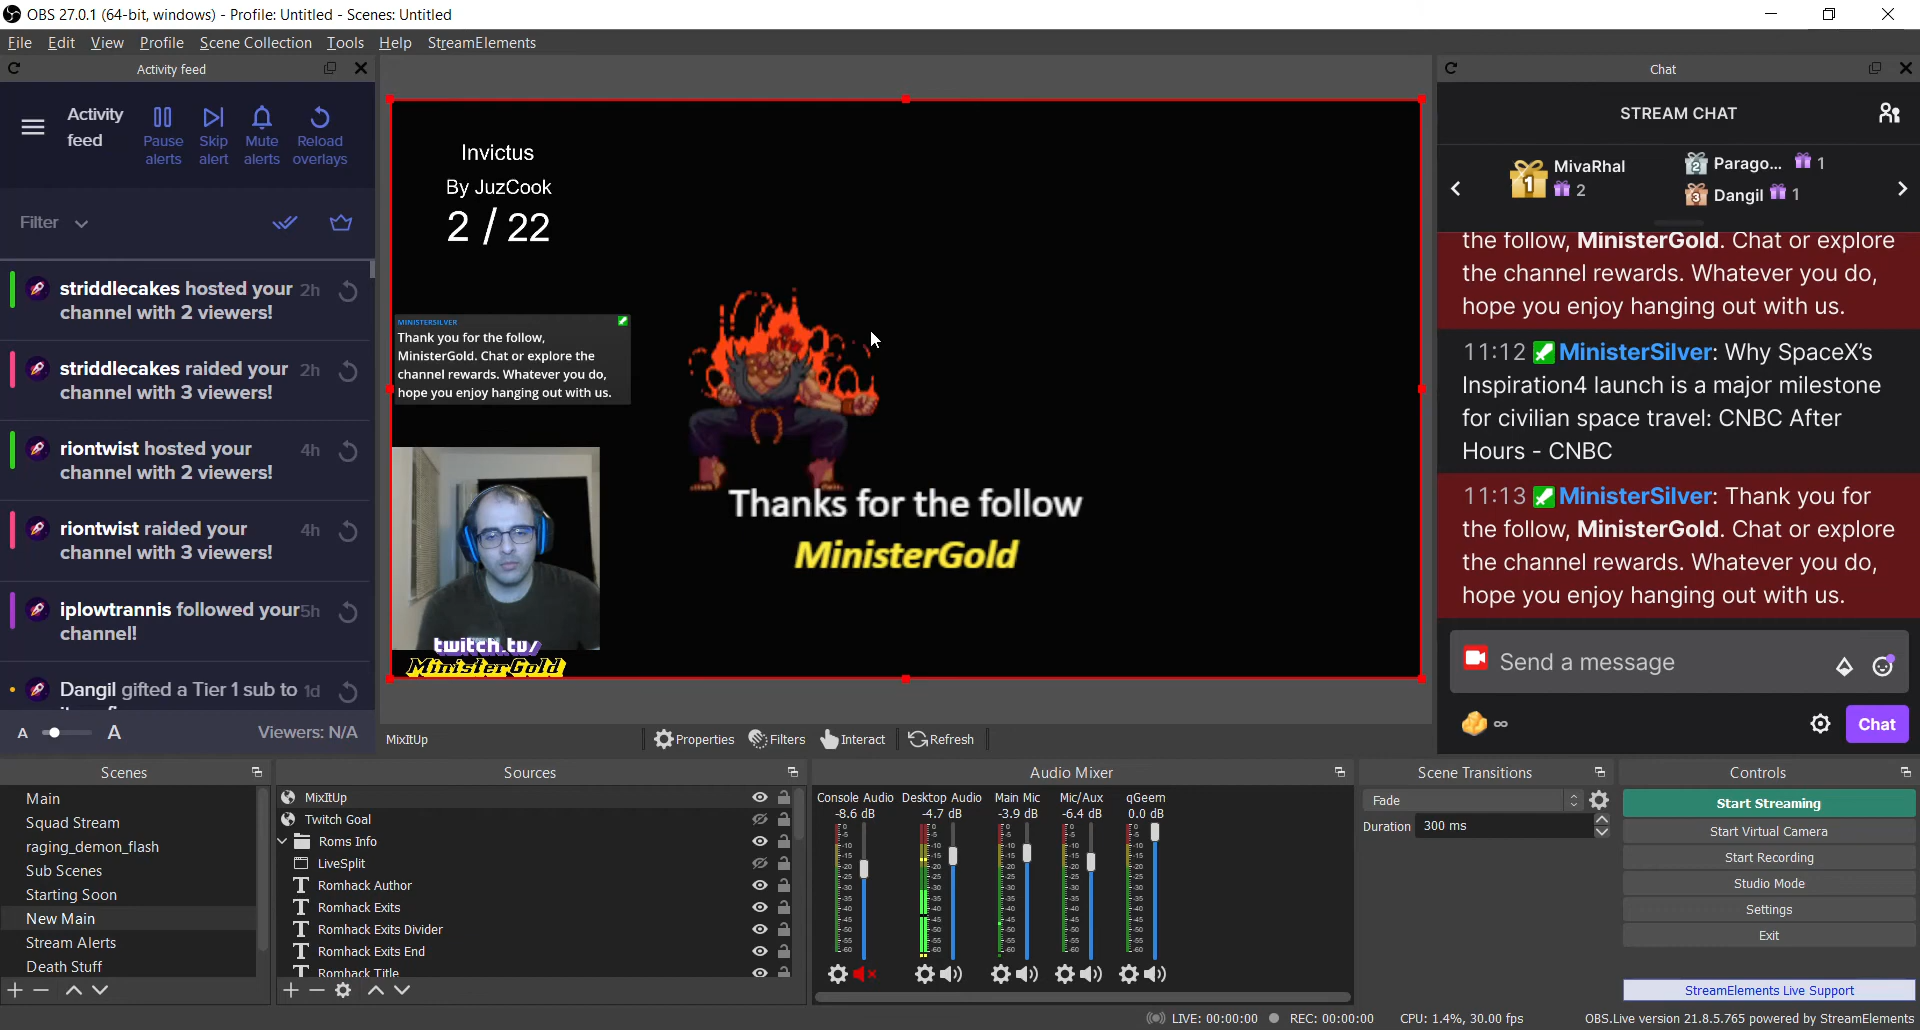 OBS 27.0.1 (64-bit, windows) - Profile: Untitled - Scenes: Untitled
File Edit View Profile Scene Collection Tools Help StreamElements
Activity feed
Activity feed
Pause alerts
Skip alert
Mute alerts
Reload overlays
Filter
striddlecakes hosted your 2h
channel with 2 viewers!
striddlecakes raided your 2h
channel with 3 viewers!
riontwist hosted your 4h
channel with 2 viewers!
riontwist raided your 4h
channel with 3 viewers!
iplowtrannis followed your 5h
channel!
Dangil gifted a Tier 1 sub to 1d
A A Viewers: N/A
Invictus
By JuzCook
2 / 22
MINISTERSILVER
Thank you for the follow,
MinisterGold. Chat or explore the
channel rewards. Whatever you do,
hope you enjoy hanging out with us.
Thanks for the follow
MinisterGold
twitch.tv/
MinisterGold
MixItUp Properties Filters Interact Refresh
Chat
STREAM CHAT
1 MivaRhal 2
2 Parago... 1
3 Dangil 1
the follow, MinisterGold. Chat or explore
the channel rewards. Whatever you do,
hope you enjoy hanging out with us.
11:12 MinisterSilver: Why SpaceX's
Inspiration4 launch is a major milestone
for civilian space travel: CNBC After
Hours - CNBC
11:13 MinisterSilver: Thank you for
the follow, MinisterGold. Chat or explore
the channel rewards. Whatever you do,
hope you enjoy hanging out with us.
Send a message
∞ Chat
Scenes
Main
Squad Stream
raging_demon_flash
Sub Scenes
Starting Soon
New Main
Stream Alerts
Death Stuff
Sources
MixItUp
Twitch Goal
Roms Info
LiveSplit
Romhack Author
Romhack Exits
Romhack Exits Divider
Romhack Exits End
Romhack Title
Audio Mixer
Console Audio Desktop Audio Main Mic Mic/Aux qGeem
-8.6 dB -4.7 dB -3.9 dB -6.4 dB 0.0 dB
Scene Transitions
Fade
Duration 300 ms
Controls
Start Streaming
Start Virtual Camera
Start Recording
Studio Mode
Settings
Exit
StreamElements Live Support
LIVE: 00:00:00 REC: 00:00:00 CPU: 1.4%, 30.00 fps OBS.Live version 21.8.5.765 powered by StreamElements